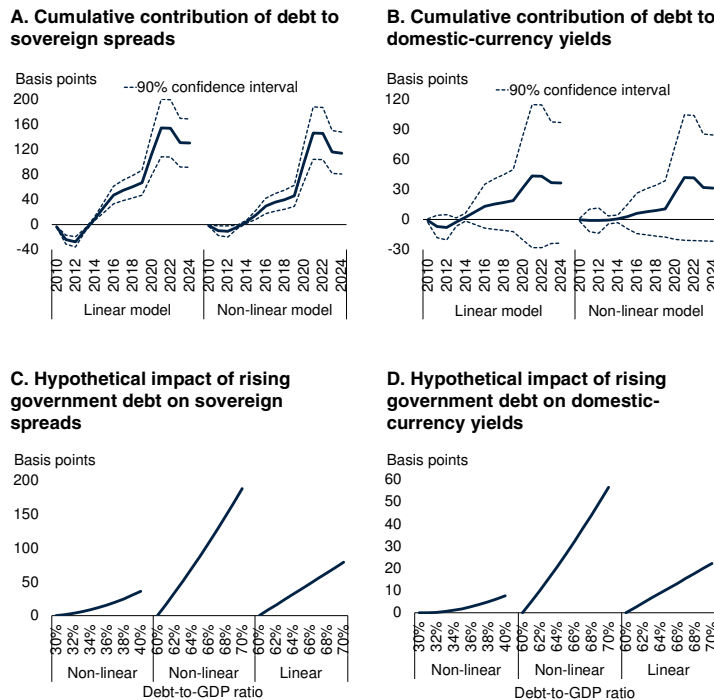 A. Cumulative contribution of debt to
sovereign spreads
Basis points
90% confidence interval
200
160
120
80
40
0
-40
2010 2012 2014 2016 2018 2020 2022 2024 2010 2012 2014 2016 2018 2020 2022 2024
Linear model Non-linear model
B. Cumulative contribution of debt to
domestic-currency yields
Basis points
90% confidence interval
120
90
60
30
0
-30
2010 2012 2014 2016 2018 2020 2022 2024 2010 2012 2014 2016 2018 2020 2022 2024
Linear model Non-linear model
C. Hypothetical impact of rising
government debt on sovereign
spreads
Basis points
200
150
100
50
0
30% 32% 34% 36% 38% 40% 60% 62% 64% 66% 68% 70% 60% 62% 64% 66% 68% 70%
Non-linear Non-linear Linear
Debt-to-GDP ratio
D. Hypothetical impact of rising
government debt on domestic-
currency yields
Basis points
60
50
40
30
20
10
0
30% 32% 34% 36% 38% 40% 60% 62% 64% 66% 68% 70% 60% 62% 64% 66% 68% 70%
Non-linear Non-linear Linear
Debt-to-GDP ratio